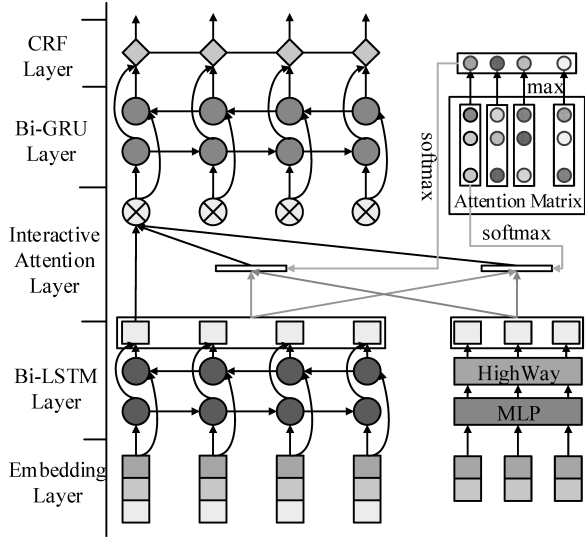 CRF
Layer
Bi-GRU
Layer
Interactive
Attention
Layer
Bi-LSTM
Layer
Embedding
Layer
softmax
max
Attention Matrix
softmax
HighWay
MLP